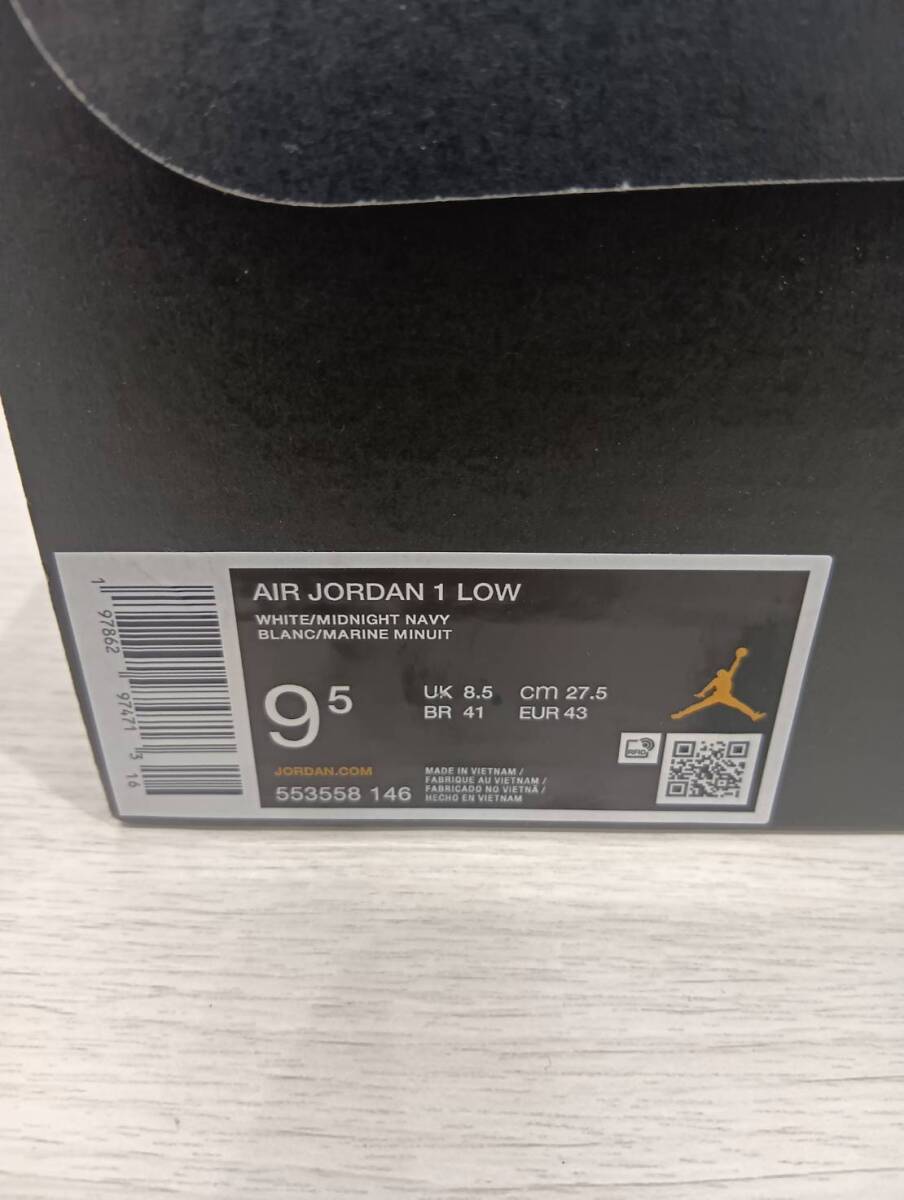 AIR JORDAN 1 LOW
WHITE/MIDNIGHT NAVY
BLANC/MARINE MINUIT
9⁵
UK 8.5 cm 27.5
BR 41 EUR 43
JORDAN.COM
553558 146
MADE IN VIETNAM /
FABRIQUE AU VIETNAM /
FABRICADO NO VIETNÃ /
HECHO EN VIETNAM
RFID
1 97862 97471 3 16